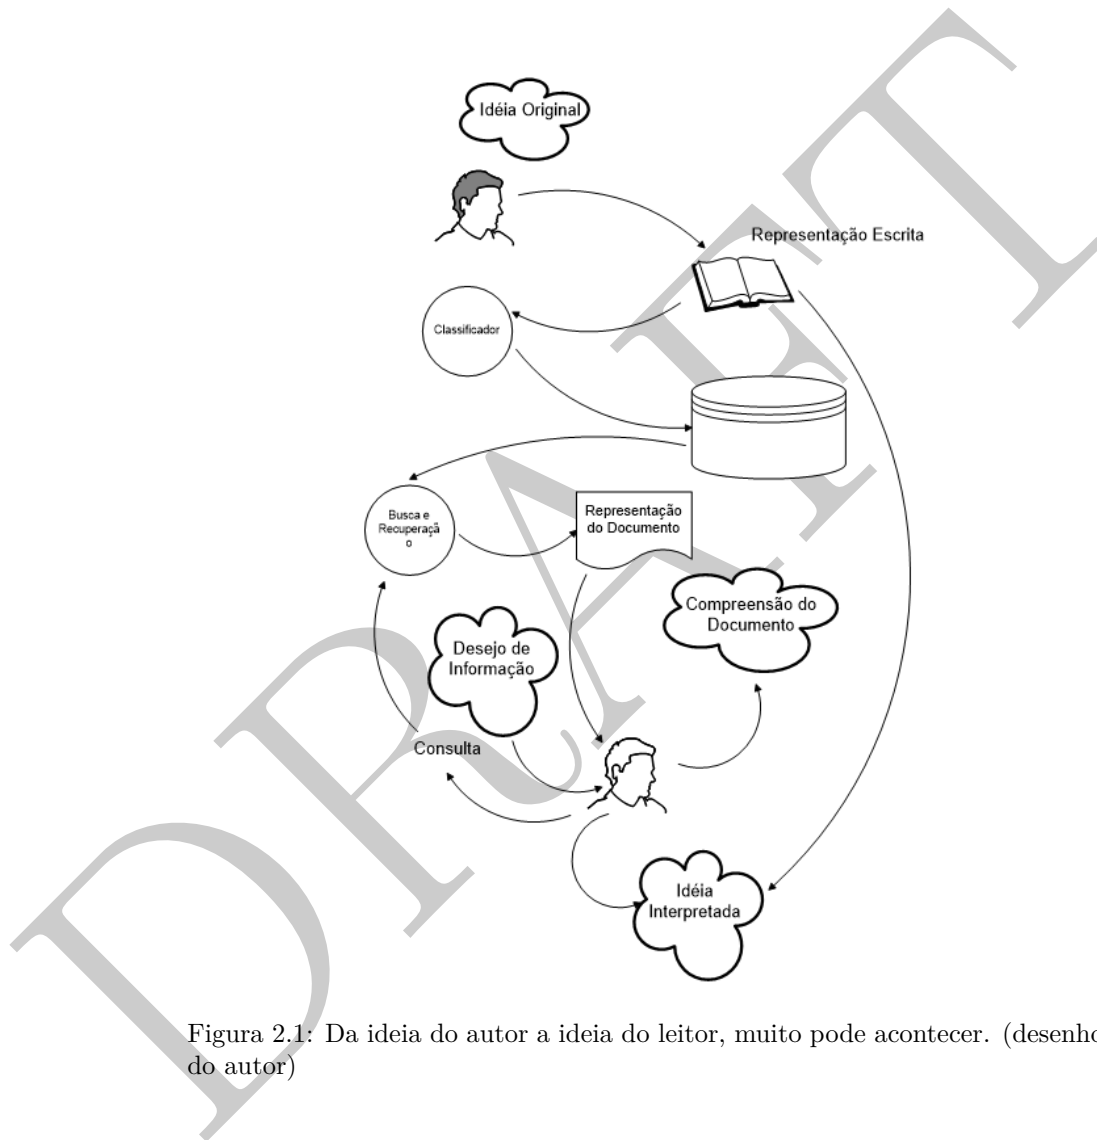 Idéia Original
Representação Escrita
Classificador
Busca e
Recuperaçã
o
Representação
do Documento
Compreensão do
Documento
Desejo de
Informação
Consulta
Idéia
Interpretada
DRAFT
Figura 2.1: Da ideia do autor a ideia do leitor, muito pode acontecer. (desenho
do autor)